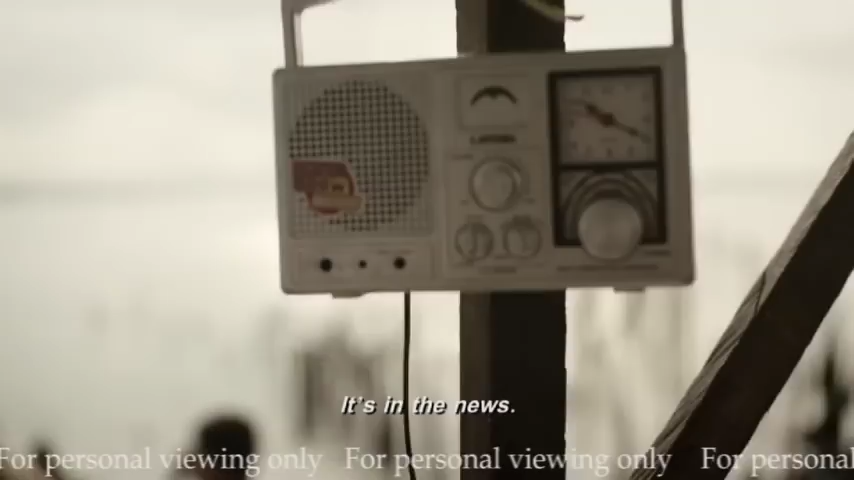 It's in the news.
For personal viewing only For personal viewing only For personal